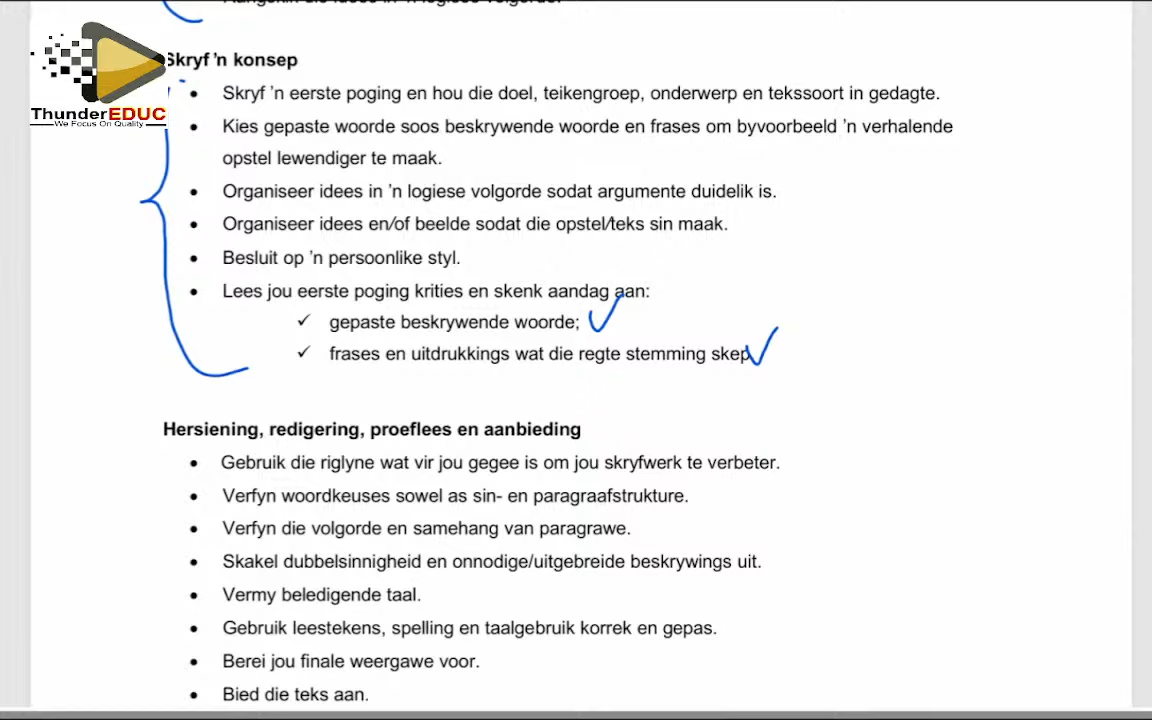 Skryf 'n konsep
ThunderEDUC
We Focus On Quality
• Skryf 'n eerste poging en hou die doel, teikengroep, onderwerp en tekssoort in gedagte.
• Kies gepaste woorde soos beskrywende woorde en frases om byvoorbeeld 'n verhalende
opstel lewendiger te maak.
• Organiseer idees in 'n logiese volgorde sodat argumente duidelik is.
• Organiseer idees en/of beelde sodat die opstel/teks sin maak.
• Besluit op 'n persoonlike styl.
• Lees jou eerste poging krities en skenk aandag aan:
✓ gepaste beskrywende woorde;
✓ frases en uitdrukkings wat die regte stemming skep
Hersiening, redigering, proeflees en aanbieding
• Gebruik die riglyne wat vir jou gegee is om jou skryfwerk te verbeter.
• Verfyn woordkeuses sowel as sin- en paragraafstrukture.
• Verfyn die volgorde en samehang van paragrawe.
• Skakel dubbelsinnigheid en onnodige/uitgebreide beskrywings uit.
• Vermy beledigende taal.
• Gebruik leestekens, spelling en taalgebruik korrek en gepas.
• Berei jou finale weergawe voor.
• Bied die teks aan.